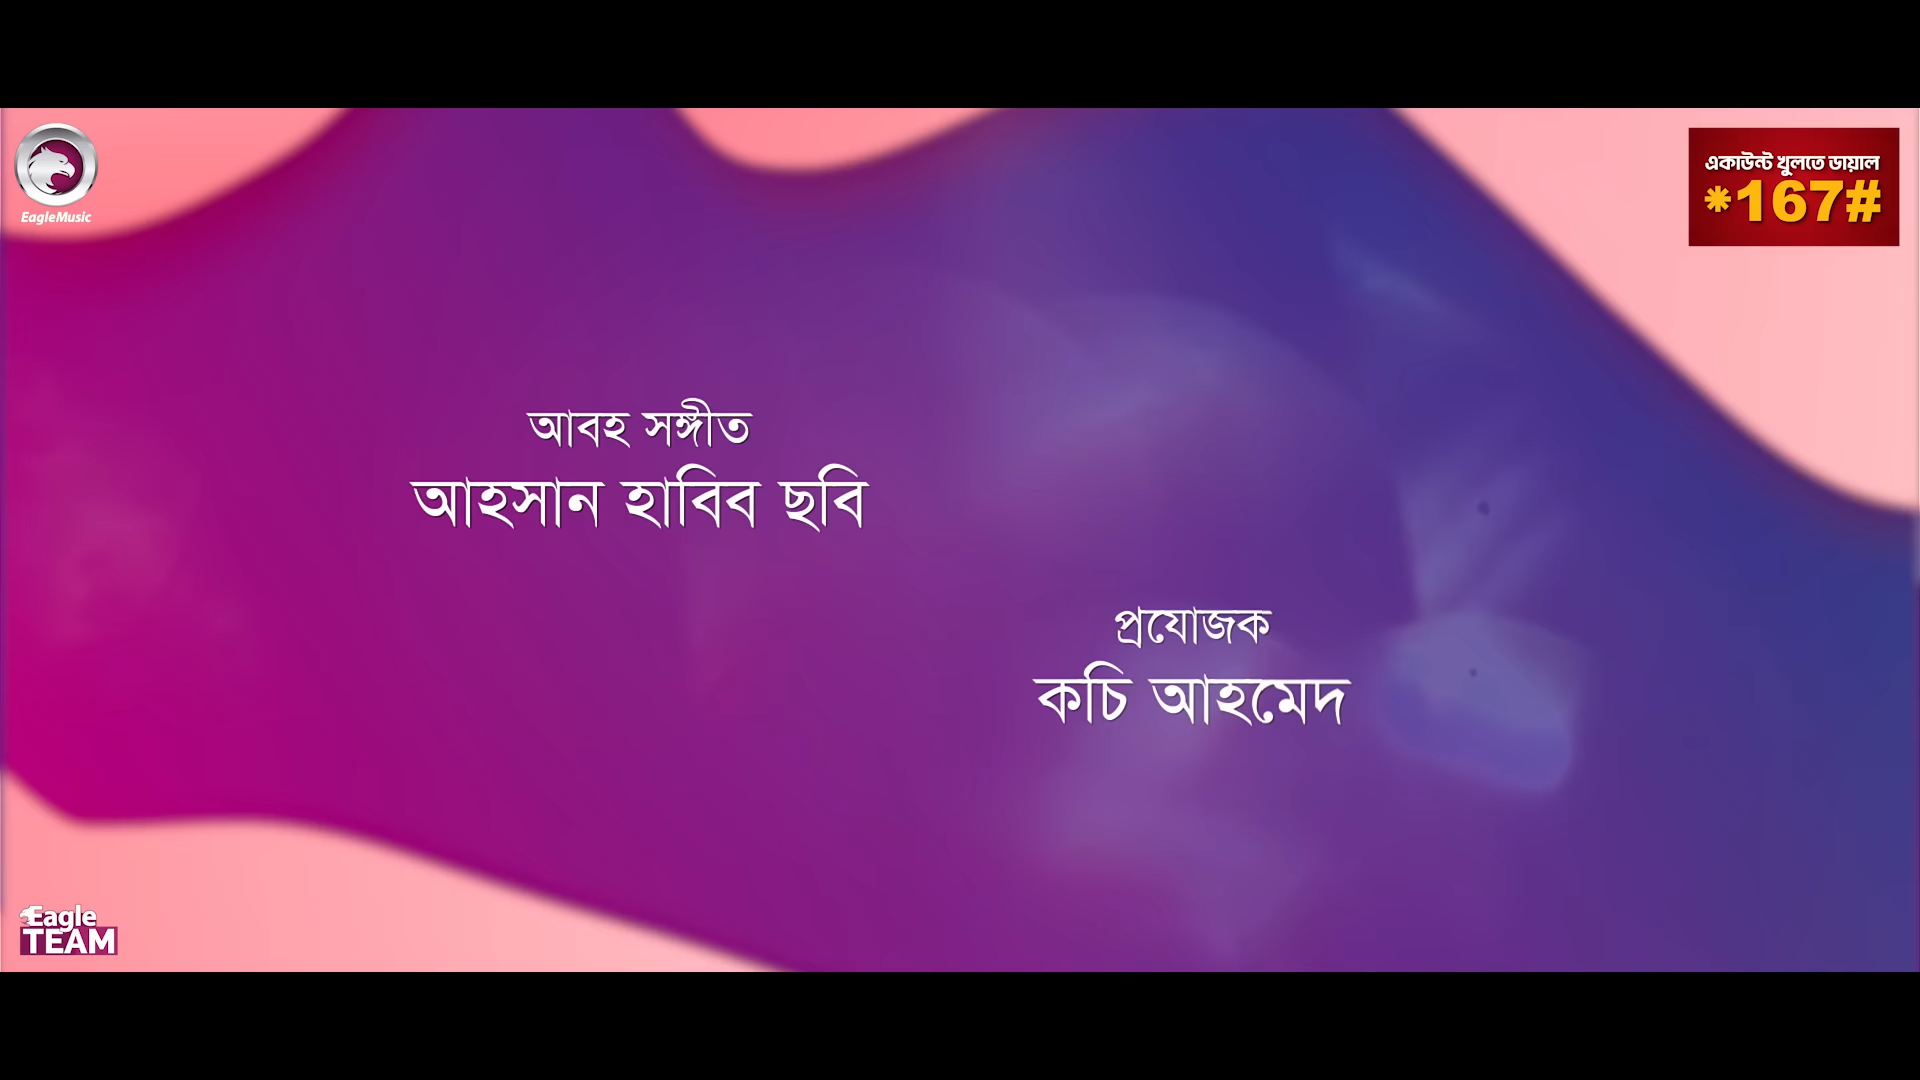 EagleMusic
একাউন্ট খুলতে ডায়াল
*167#
আবহ সঙ্গীত
আহসান হাবিব ছবি
প্রযোজক
কচি আহমেদ
Eagle
TEAM